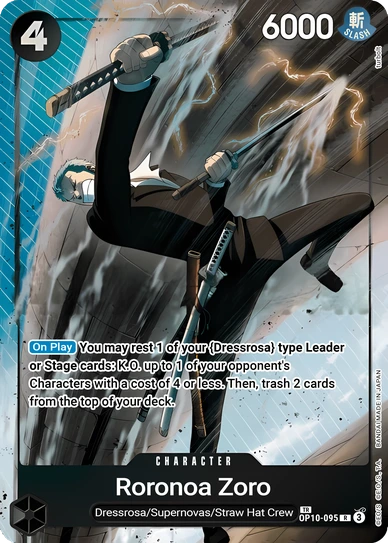 4
6000
斬
SLASH
turbolt
On Play You may rest 1 of your {Dressrosa} type Leader
or Stage cards: K.O. up to 1 of your opponent's
Characters with a cost of 4 or less. Then, trash 2 cards
from the top of your deck.
BANDAI MADE IN JAPAN
CHARACTER
Roronoa Zoro
Dressrosa/Supernovas/Straw Hat Crew
TR
OP10-095 R 3